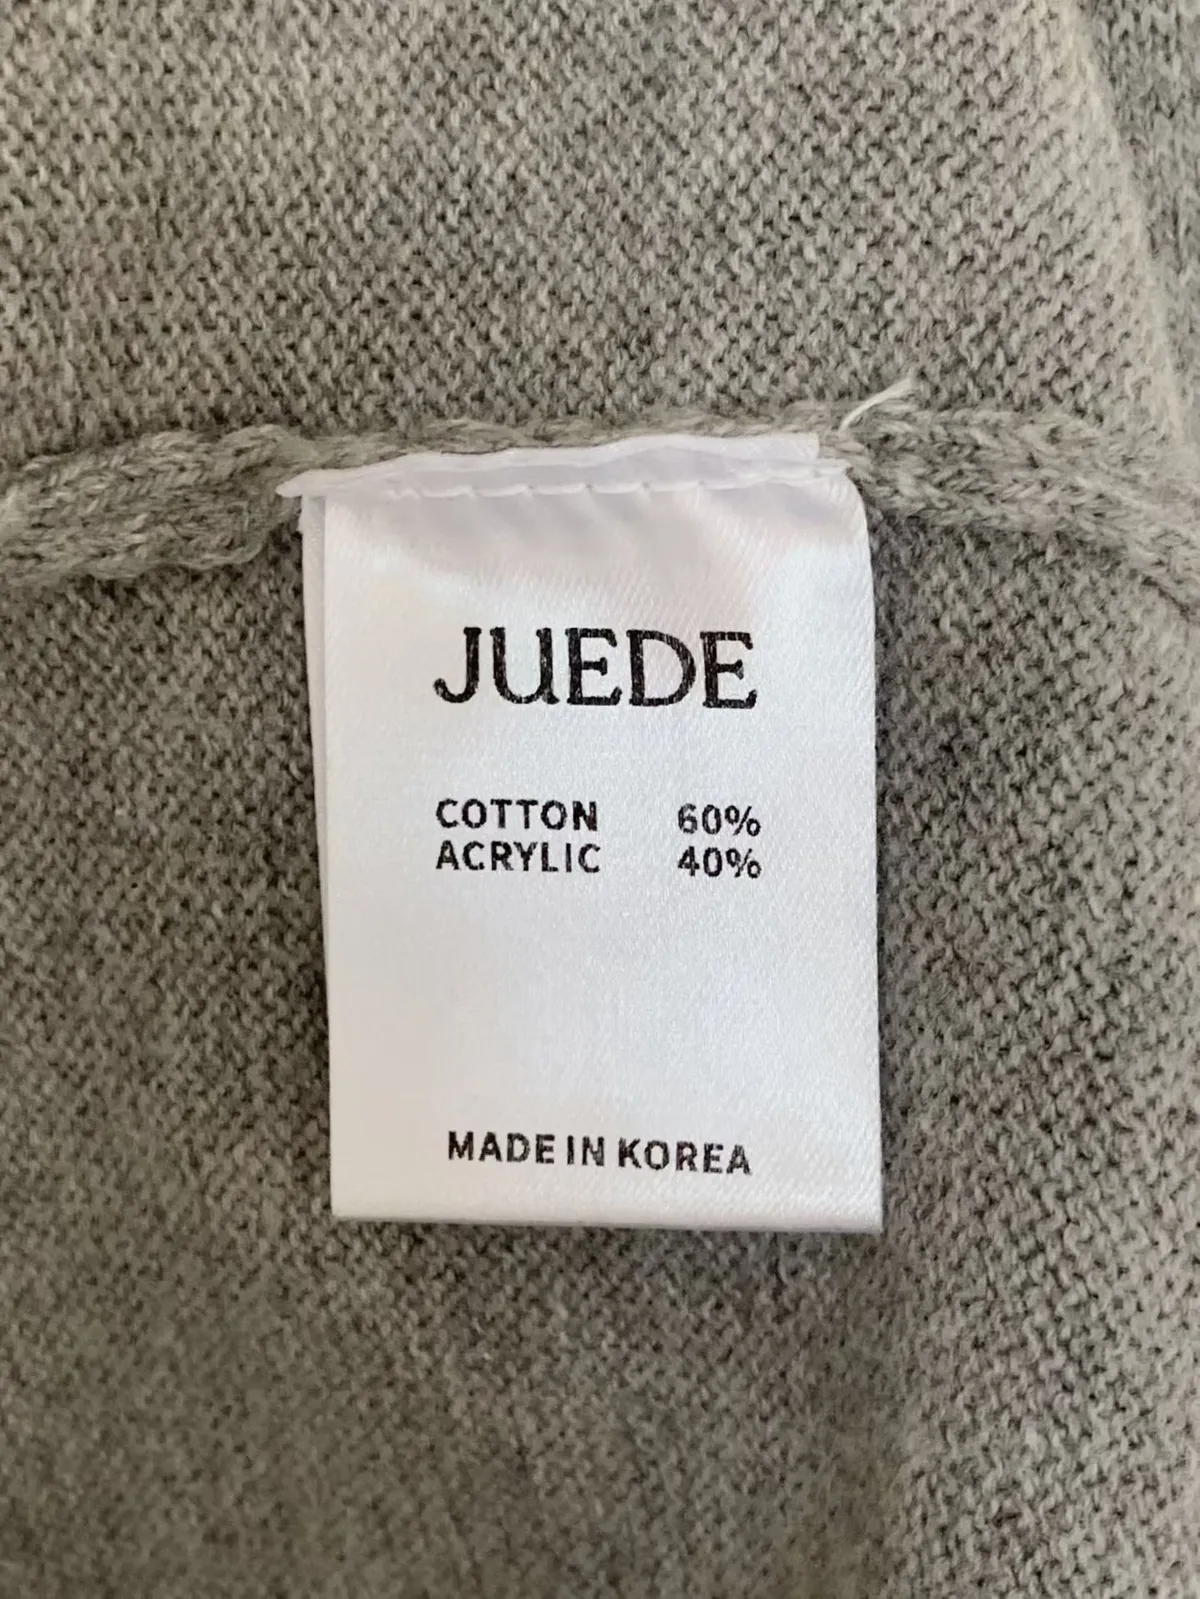 JUEDE
COTTON 60%
ACRYLIC 40%
MADE IN KOREA